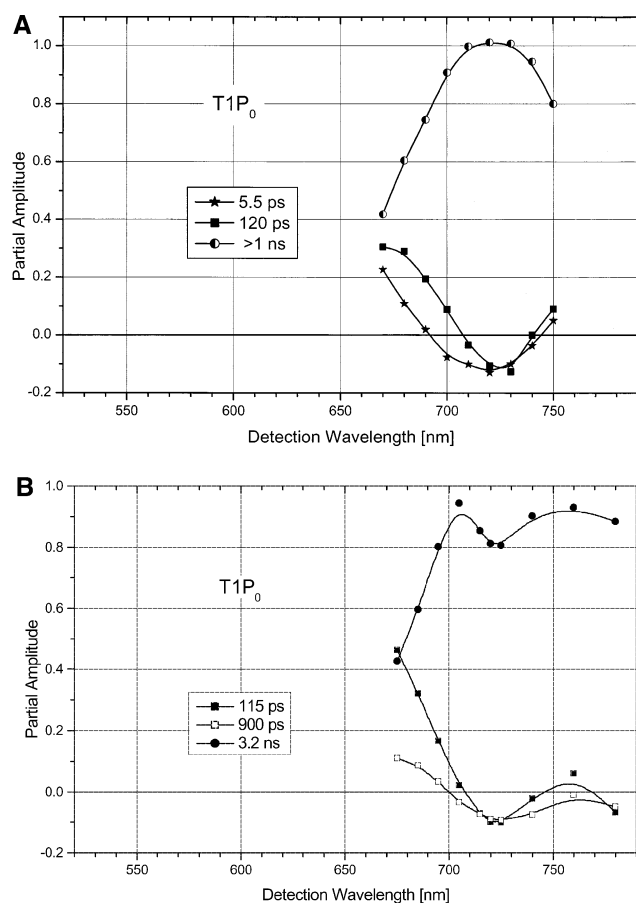 A
1.0
0.8
0.6
0.4
0.2
0.0
-0.2
Partial Amplitude
T1P0
5.5 ps
120 ps
>1 ns
550
600
650
700
750
Detection Wavelength [nm]
B
1.0
0.8
0.6
0.4
0.2
0.0
-0.2
Partial Amplitude
T1P0
115 ps
900 ps
3.2 ns
550
600
650
700
750
Detection Wavelength [nm]